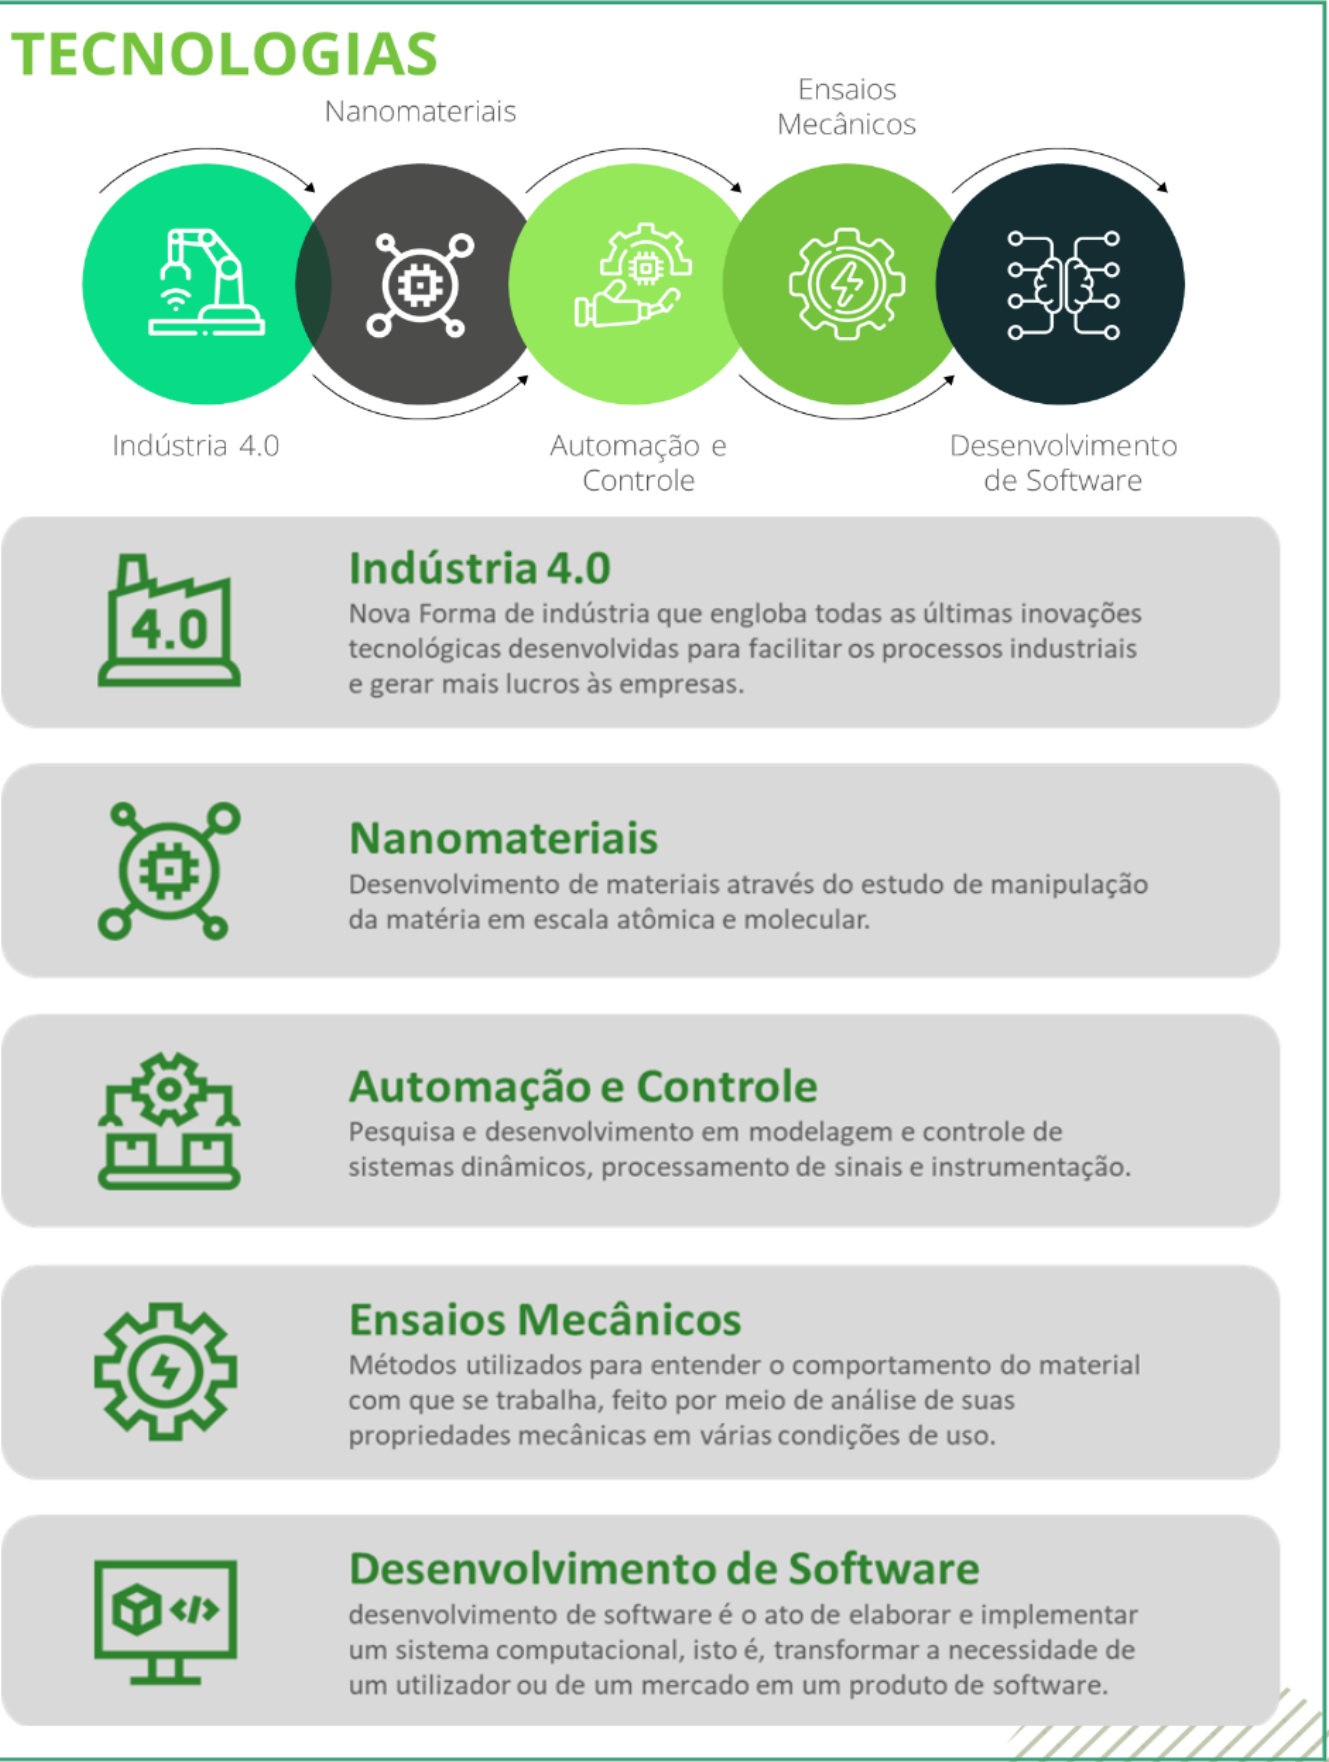 TECNOLOGIAS
Nanomateriais
Ensaios
Mecânicos
Indústria 4.0
Automação e
Controle
Desenvolvimento
de Software
4.0
Indústria 4.0
Nova Forma de indústria que engloba todas as últimas inovações
tecnológicas desenvolvidas para facilitar os processos industriais
e gerar mais lucros às empresas.
Nanomateriais
Desenvolvimento de materiais através do estudo de manipulação
da matéria em escala atômica e molecular.
Automação e Controle
Pesquisa e desenvolvimento em modelagem e controle de
sistemas dinâmicos, processamento de sinais e instrumentação.
Ensaios Mecânicos
Métodos utilizados para entender o comportamento do material
com que se trabalha, feito por meio de análise de suas
propriedades mecânicas em várias condições de uso.
Desenvolvimento de Software
</>
desenvolvimento de software é o ato de elaborar e implementar
um sistema computacional, isto é, transformar a necessidade de
um utilizador ou de um mercado em um produto de software.